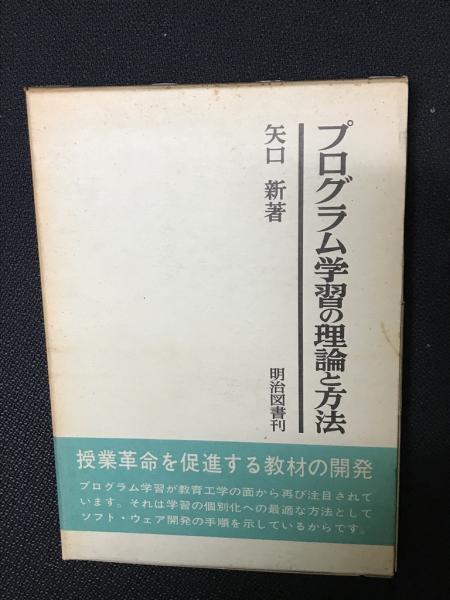 プログラム学習の理論と方法
矢口 新著
明治図書刊
授業革命を促進する教材の開発
プログラム学習が教育工学の面から再び注目されて
います。それは学習の個別化への最適な方法として
ソフト・ウェア開発の手順を示しているからです。